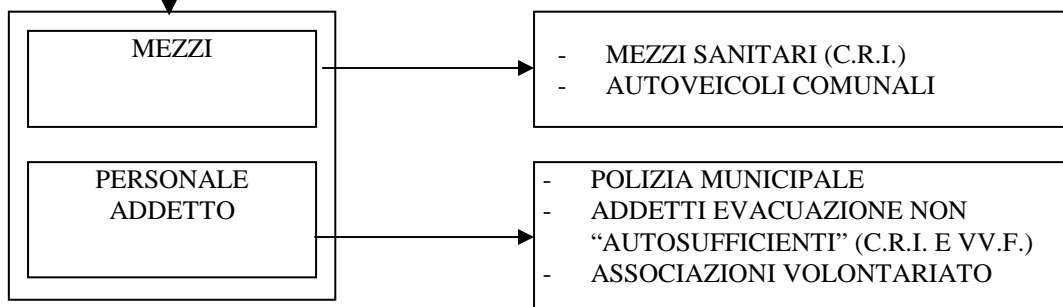 MEZZI
- MEZZI SANITARI (C.R.I.)
- AUTOVEICOLI COMUNALI
PERSONALE
ADDETTO
- POLIZIA MUNICIPALE
- ADDETTI EVACUAZIONE NON
“AUTOSUFFICIENTI” (C.R.I. E VV.F.)
- ASSOCIAZIONI VOLONTARIATO